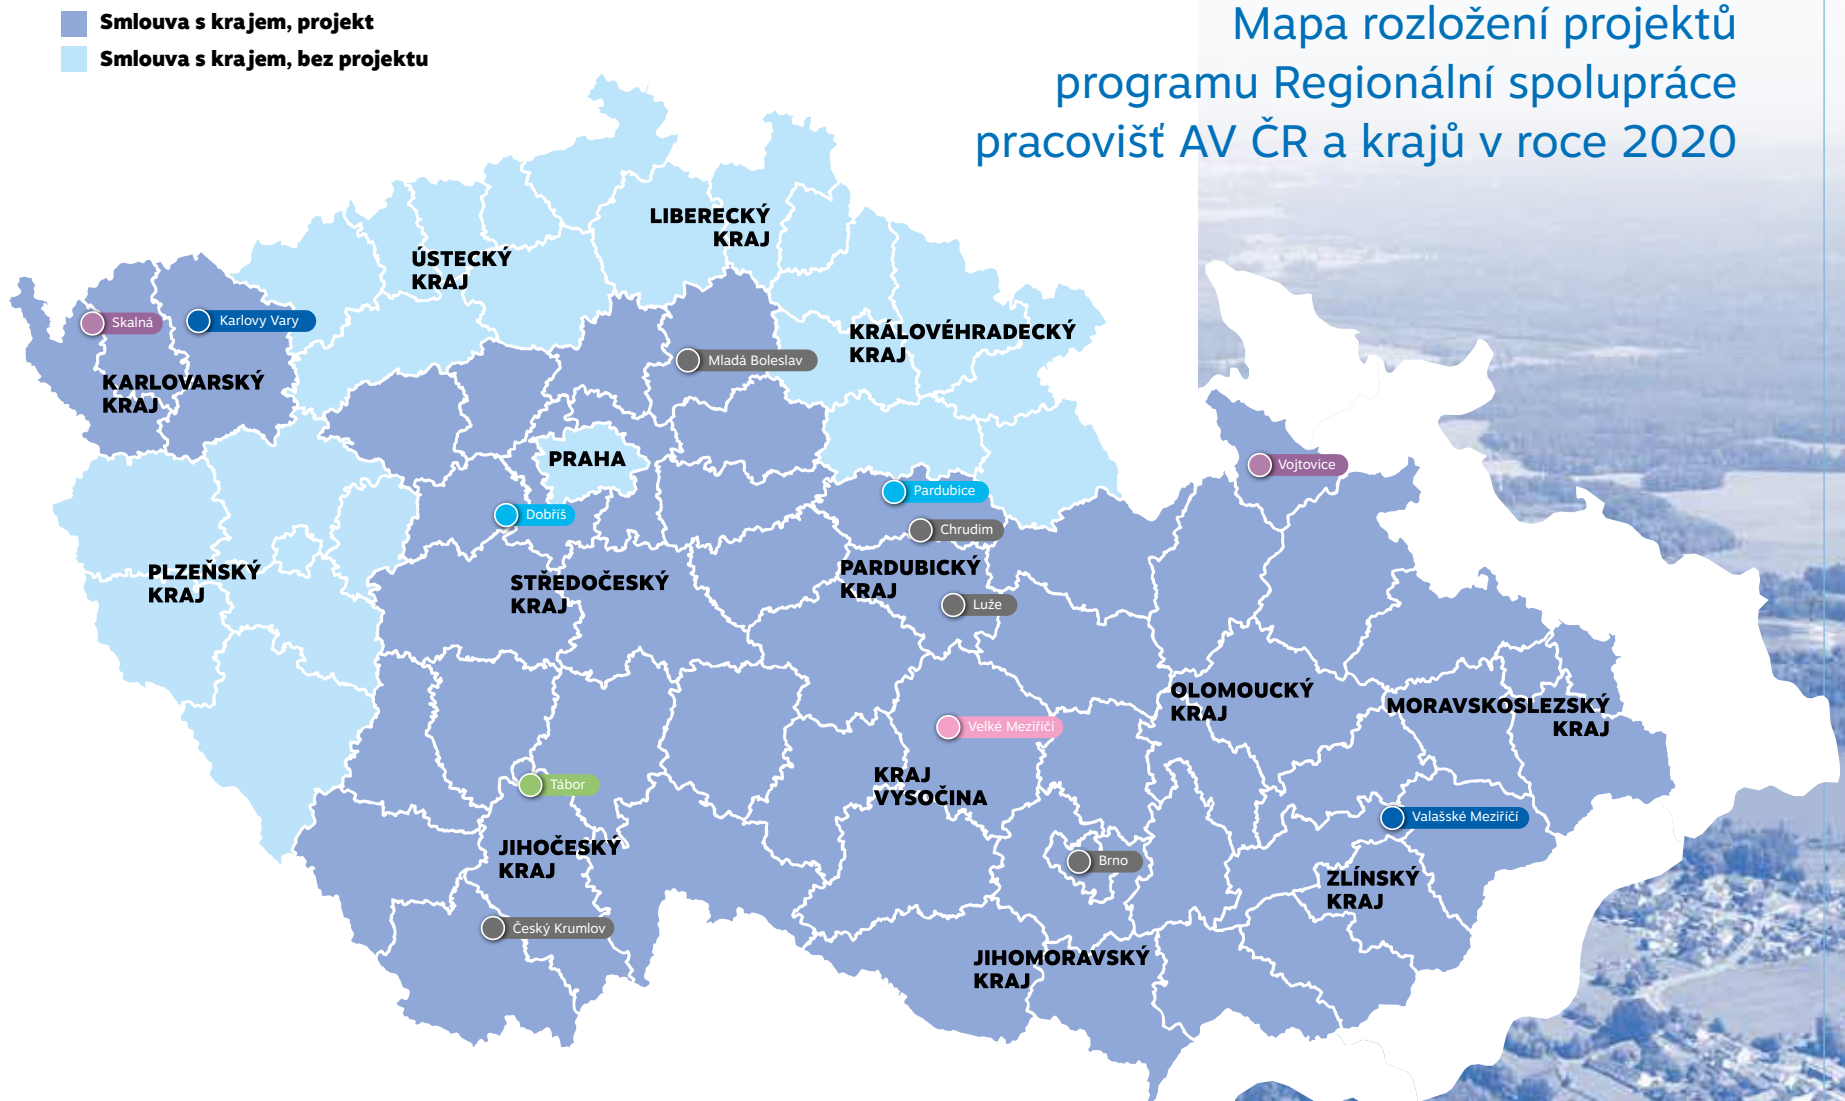 Smlouva s krajem, projekt
Smlouva s krajem, bez projektu
Mapa rozložení projektů
programu Regionální spolupráce
pracovišť AV ČR a krajů v roce 2020
LIBERECKÝ
KRAJ
ÚSTECKÝ
KRAJ
Skalná
Karlovy Vary
KRÁLOVÉHRADECKÝ
KRAJ
Mladá Boleslav
KARLOVARSKÝ
KRAJ
PRAHA
Vojtovice
Pardubice
Dobříš
Chrudim
PLZEŇSKÝ
KRAJ
STŘEDOČESKÝ
KRAJ
PARDUBICKÝ
KRAJ
Luže
OLOMOUCKÝ
KRAJ
MORAVSKOSLEZSKÝ
KRAJ
Velké Meziříčí
Tábor
KRAJ
VYSOČINA
Valašské Meziříčí
JIHOČESKÝ
KRAJ
Brno
ZLÍNSKÝ
KRAJ
Český Krumlov
JIHOMORAVSKÝ
KRAJ